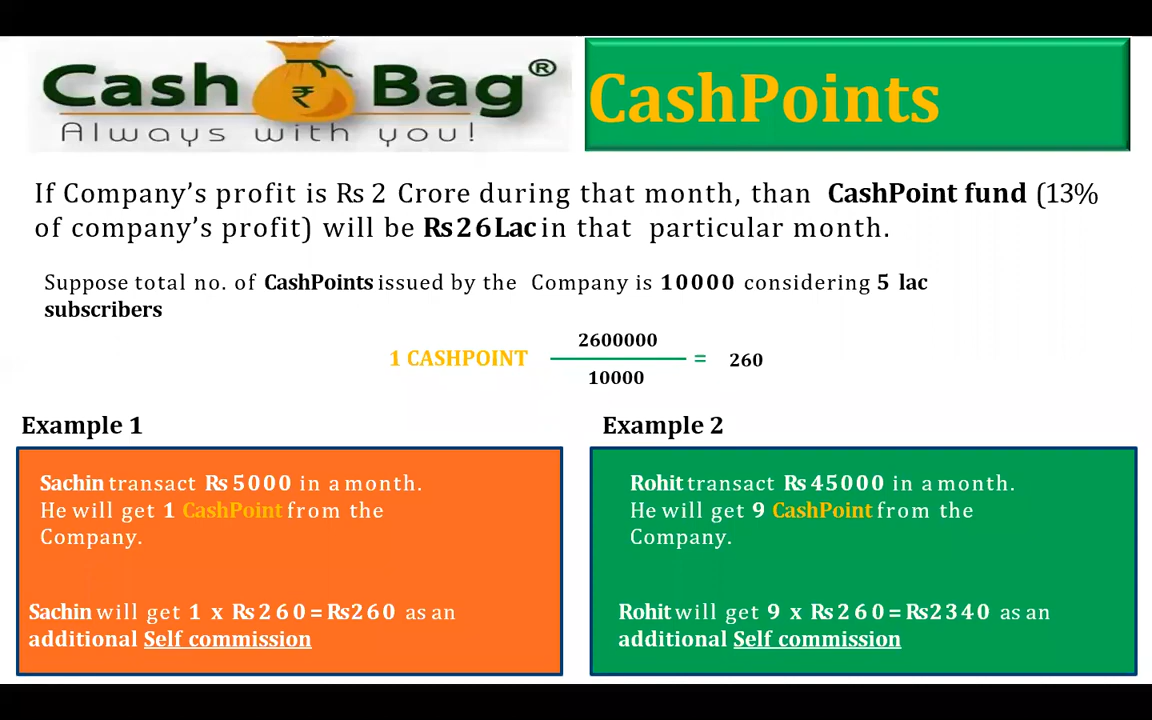 Cash Bag®
Always with you!
CashPoints
If Company's profit is Rs 2 Crore during that month, than CashPoint fund (13%
of company's profit) will be Rs 26 Lac in that particular month.
Suppose total no. of CashPoints issued by the Company is 10000 considering 5 lac
subscribers
2600000
1 CASHPOINT = 260
10000
Example 1
Sachin transact Rs 5000 in a month.
He will get 1 CashPoint from the
Company.
Sachin will get 1 x Rs 260 = Rs260 as an
additional Self commission
Example 2
Rohit transact Rs 45000 in a month.
He will get 9 CashPoint from the
Company.
Rohit will get 9 x Rs 260 = Rs2340 as an
additional Self commission